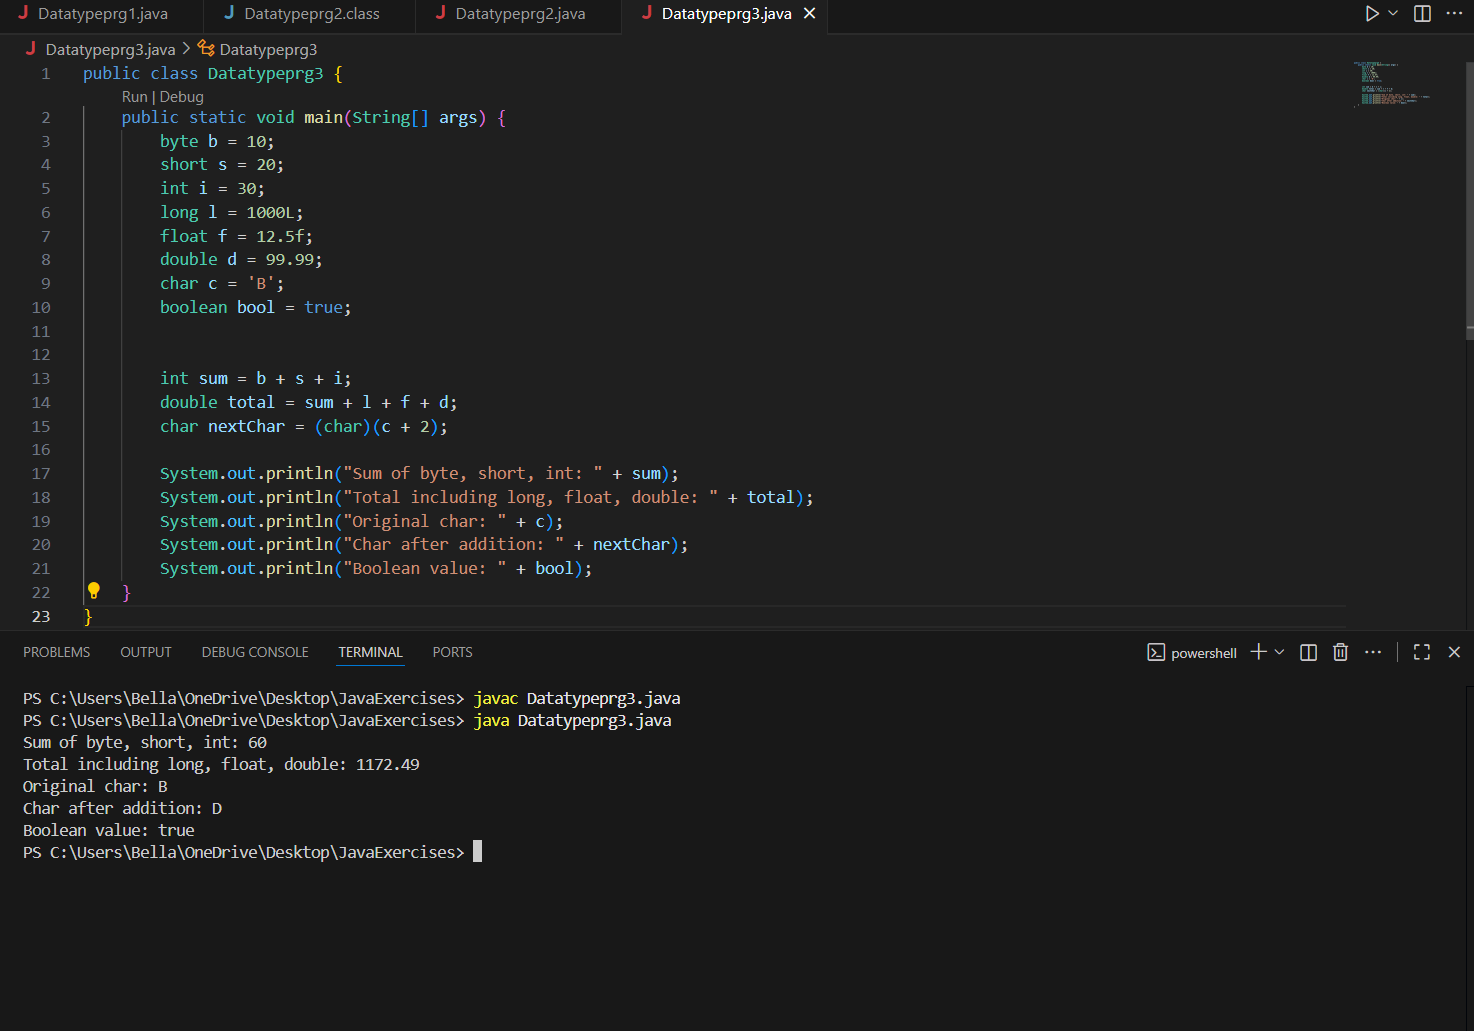 Datatypeprg1.java Datatypeprg2.class Datatypeprg2.java Datatypeprg3.java
Datatypeprg3.java > Datatypeprg3
1 public class Datatypeprg3 {
Run | Debug
2 public static void main(String[] args) {
3 byte b = 10;
4 short s = 20;
5 int i = 30;
6 long l = 1000L;
7 float f = 12.5f;
8 double d = 99.99;
9 char c = 'B';
10 boolean bool = true;
11
12
13 int sum = b + s + i;
14 double total = sum + l + f + d;
15 char nextChar = (char)(c + 2);
16
17 System.out.println("Sum of byte, short, int: " + sum);
18 System.out.println("Total including long, float, double: " + total);
19 System.out.println("Original char: " + c);
20 System.out.println("Char after addition: " + nextChar);
21 System.out.println("Boolean value: " + bool);
22 }
23 }
PROBLEMS OUTPUT DEBUG CONSOLE TERMINAL PORTS powershell
PS C:\Users\Bella\OneDrive\Desktop\JavaExercises> javac Datatypeprg3.java
PS C:\Users\Bella\OneDrive\Desktop\JavaExercises> java Datatypeprg3.java
Sum of byte, short, int: 60
Total including long, float, double: 1172.49
Original char: B
Char after addition: D
Boolean value: true
PS C:\Users\Bella\OneDrive\Desktop\JavaExercises>